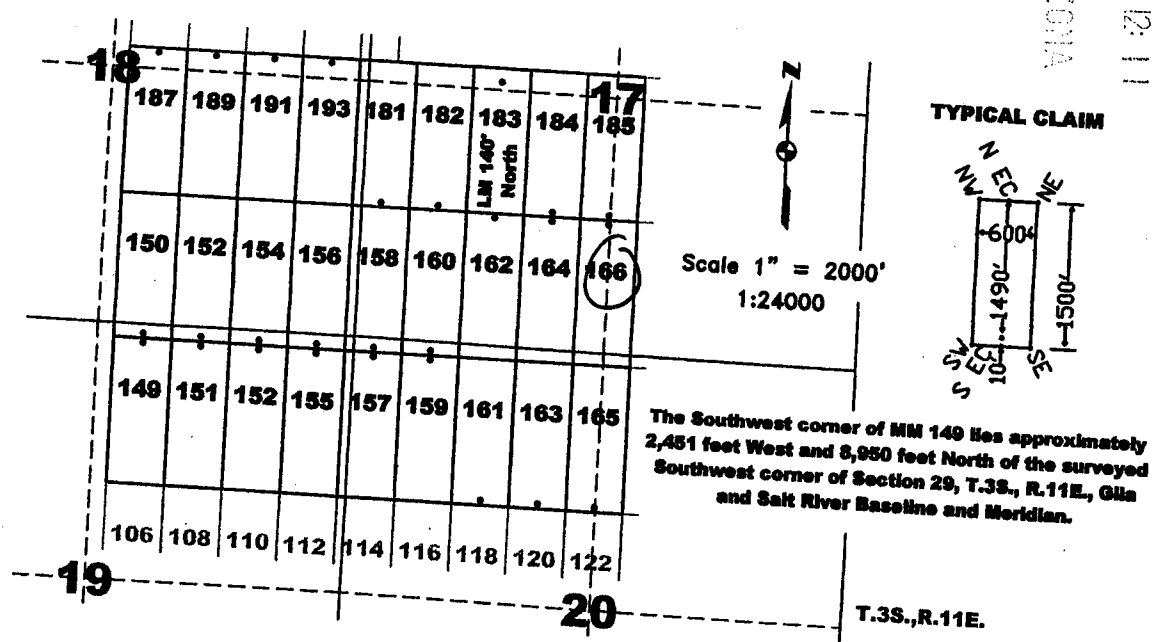 12:11
18
17
187 189 191 193 181 182 183 184 185
LM 140'
North
150 152 154 156 158 160 162 164 166
149 151 152 155 157 159 161 163 165
106 108 110 112 114 116 118 120 122
19
20
N
Scale 1" = 2000'
1:24000
TYPICAL CLAIM
NW
N EC
NE
600'
1490'
1500'
10'
SW
S EC
SE
The Southwest corner of MM 149 lies approximately
2,451 feet West and 8,950 feet North of the surveyed
Southwest corner of Section 29, T.3S., R.11E., Gila
and Salt River Baseline and Meridian.
T.3S.,R.11E.